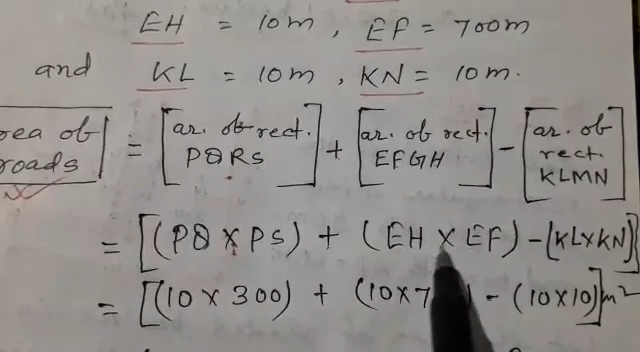 EH = 10m, EF = 700m
and KL = 10m, KN = 10m.
rea of roads = [ar. of rect. PQRS] + [ar. of rect. EFGH] - [ar. of rect. KLMN]
= [(PQ × PS) + (EH × EF) - (KL×KN)]
= [(10 × 300) + (10×7 ) - (10×10)] m²